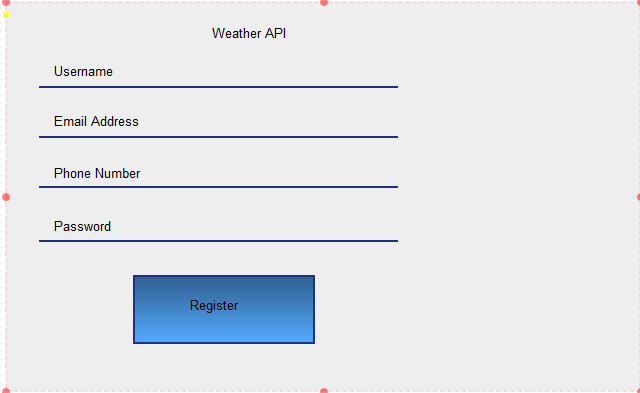 Weather API
Username
Email Address
Phone Number
Password
Register